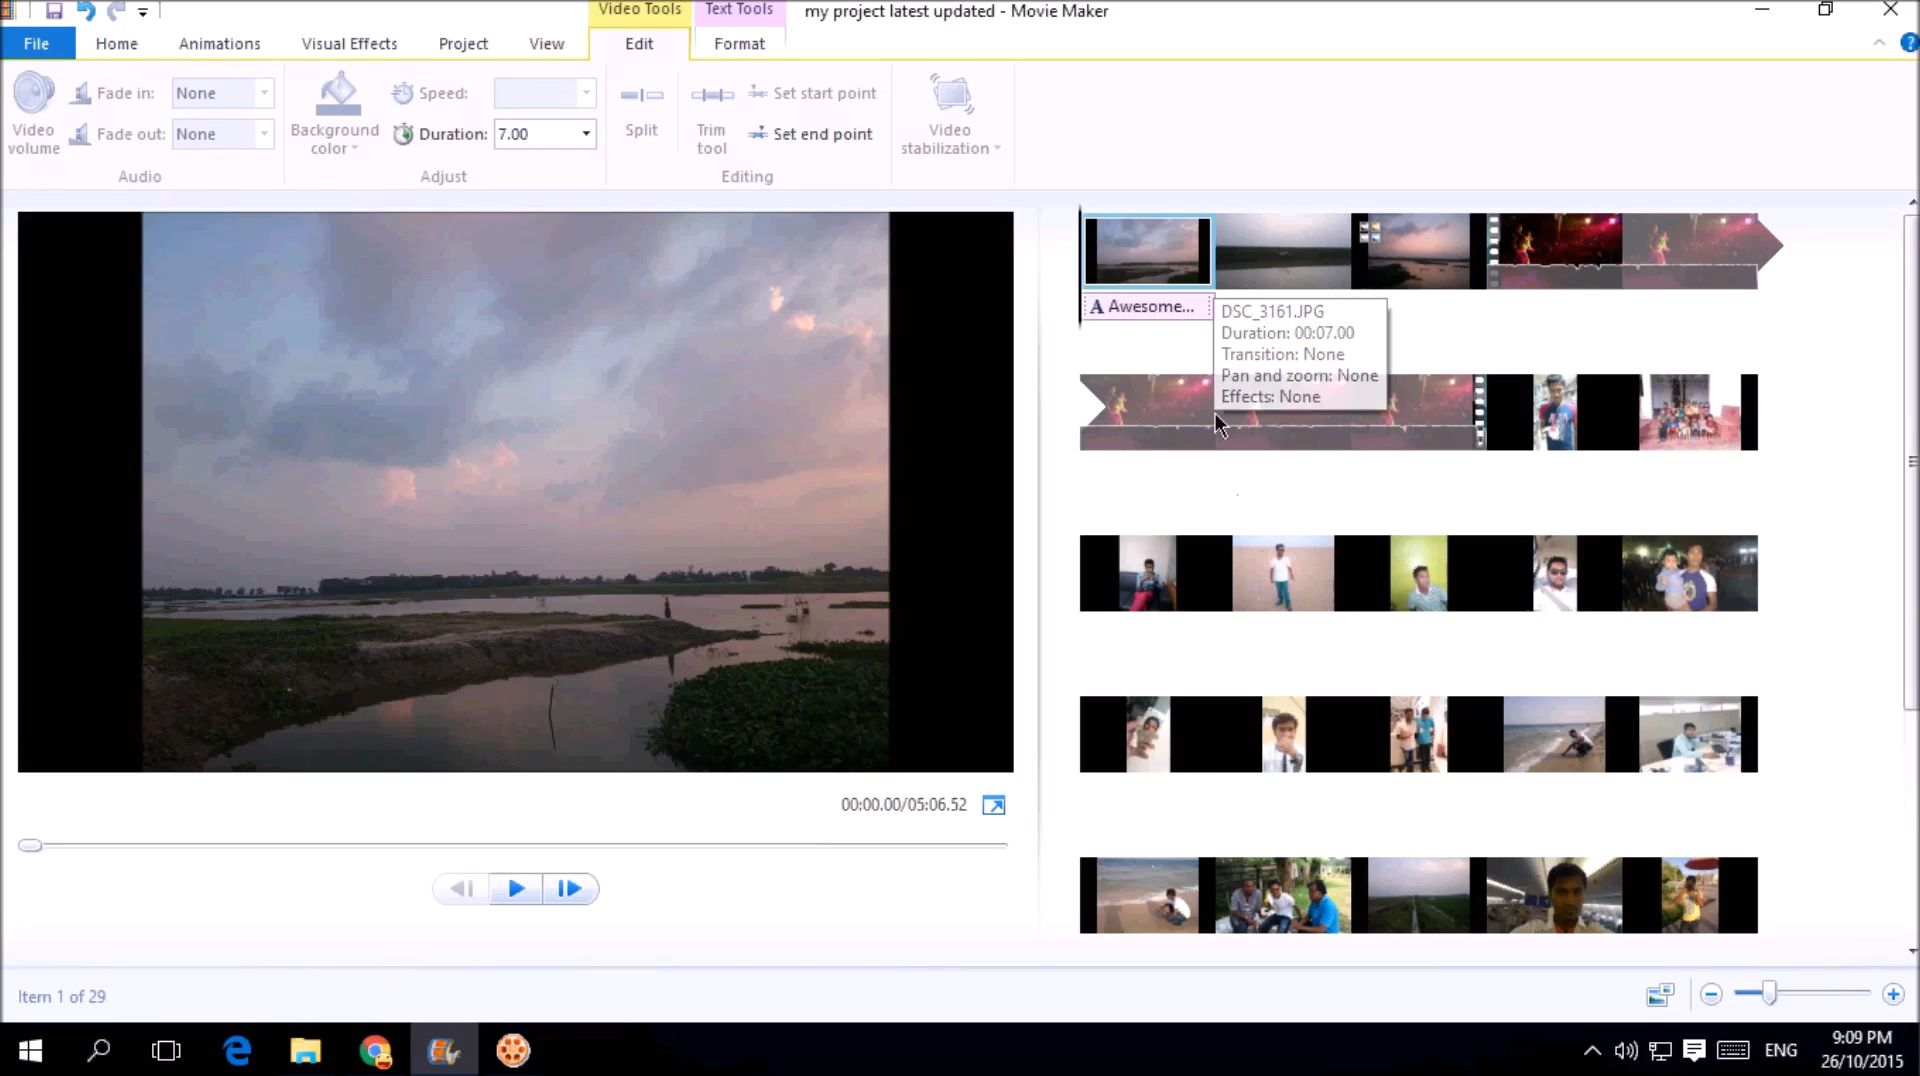 Video Tools
Text Tools
my project latest updated - Movie Maker
File
Home
Animations
Visual Effects
Project
View
Edit
Format
?
Video volume
Fade in:
None
Fade out:
None
Audio
Background color
Speed:
Duration:
7.00
Adjust
Split
Trim tool
Set start point
Set end point
Editing
Video stabilization
A Awesome...
DSC_3161.JPG
Duration: 00:07.00
Transition: None
Pan and zoom: None
Effects: None
00:00.00/05:06.52
Item 1 of 29
ENG
9:09 PM
26/10/2015